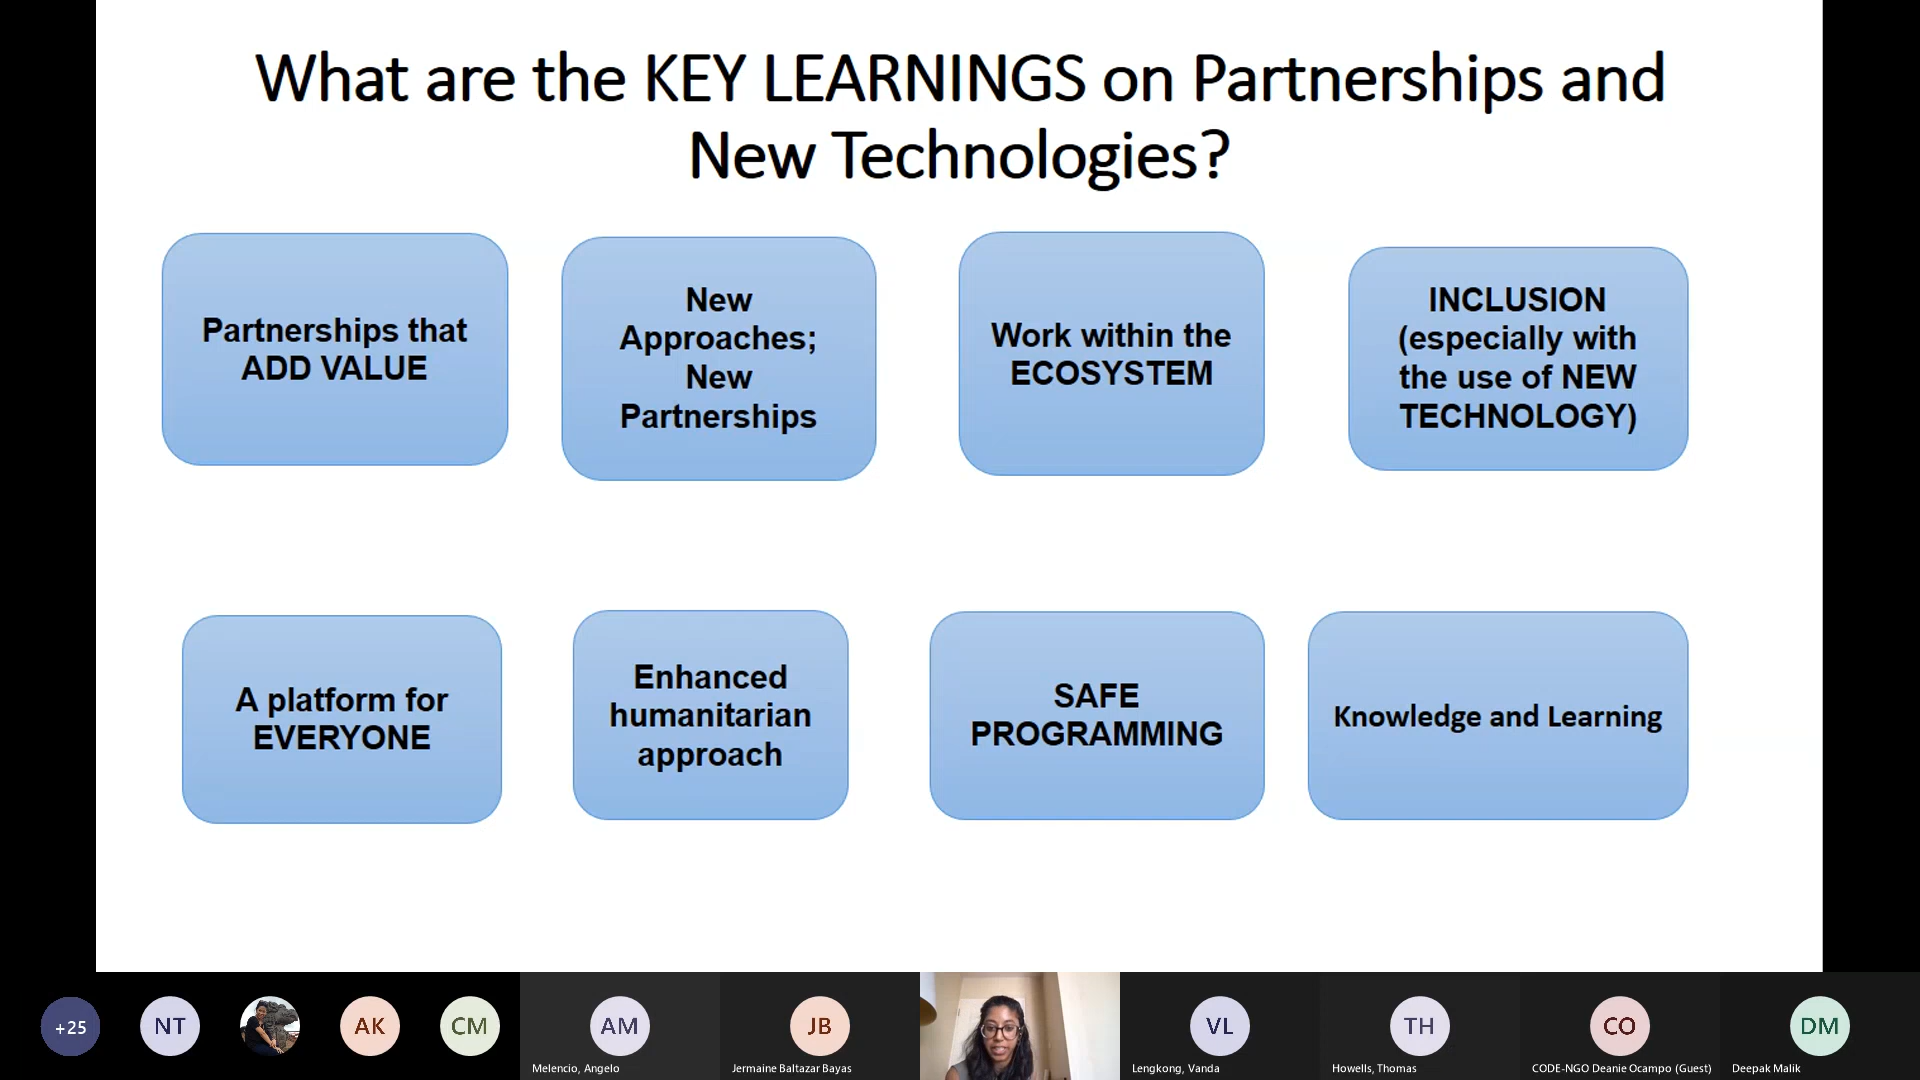 What are the KEY LEARNINGS on Partnerships and
New Technologies?
Partnerships that
ADD VALUE
New
Approaches;
New
Partnerships
Work within the
ECOSYSTEM
INCLUSION
(especially with
the use of NEW
TECHNOLOGY)
A platform for
EVERYONE
Enhanced
humanitarian
approach
SAFE
PROGRAMMING
Knowledge and Learning
+25
NT
AK
CM
AM
Melencio, Angelo
JB
Jermaine Baltazar Bayas
VL
Lengkong, Vanda
TH
Howells, Thomas
CO
CODE-NGO Deanie Ocampo (Guest)
DM
Deepak Malik